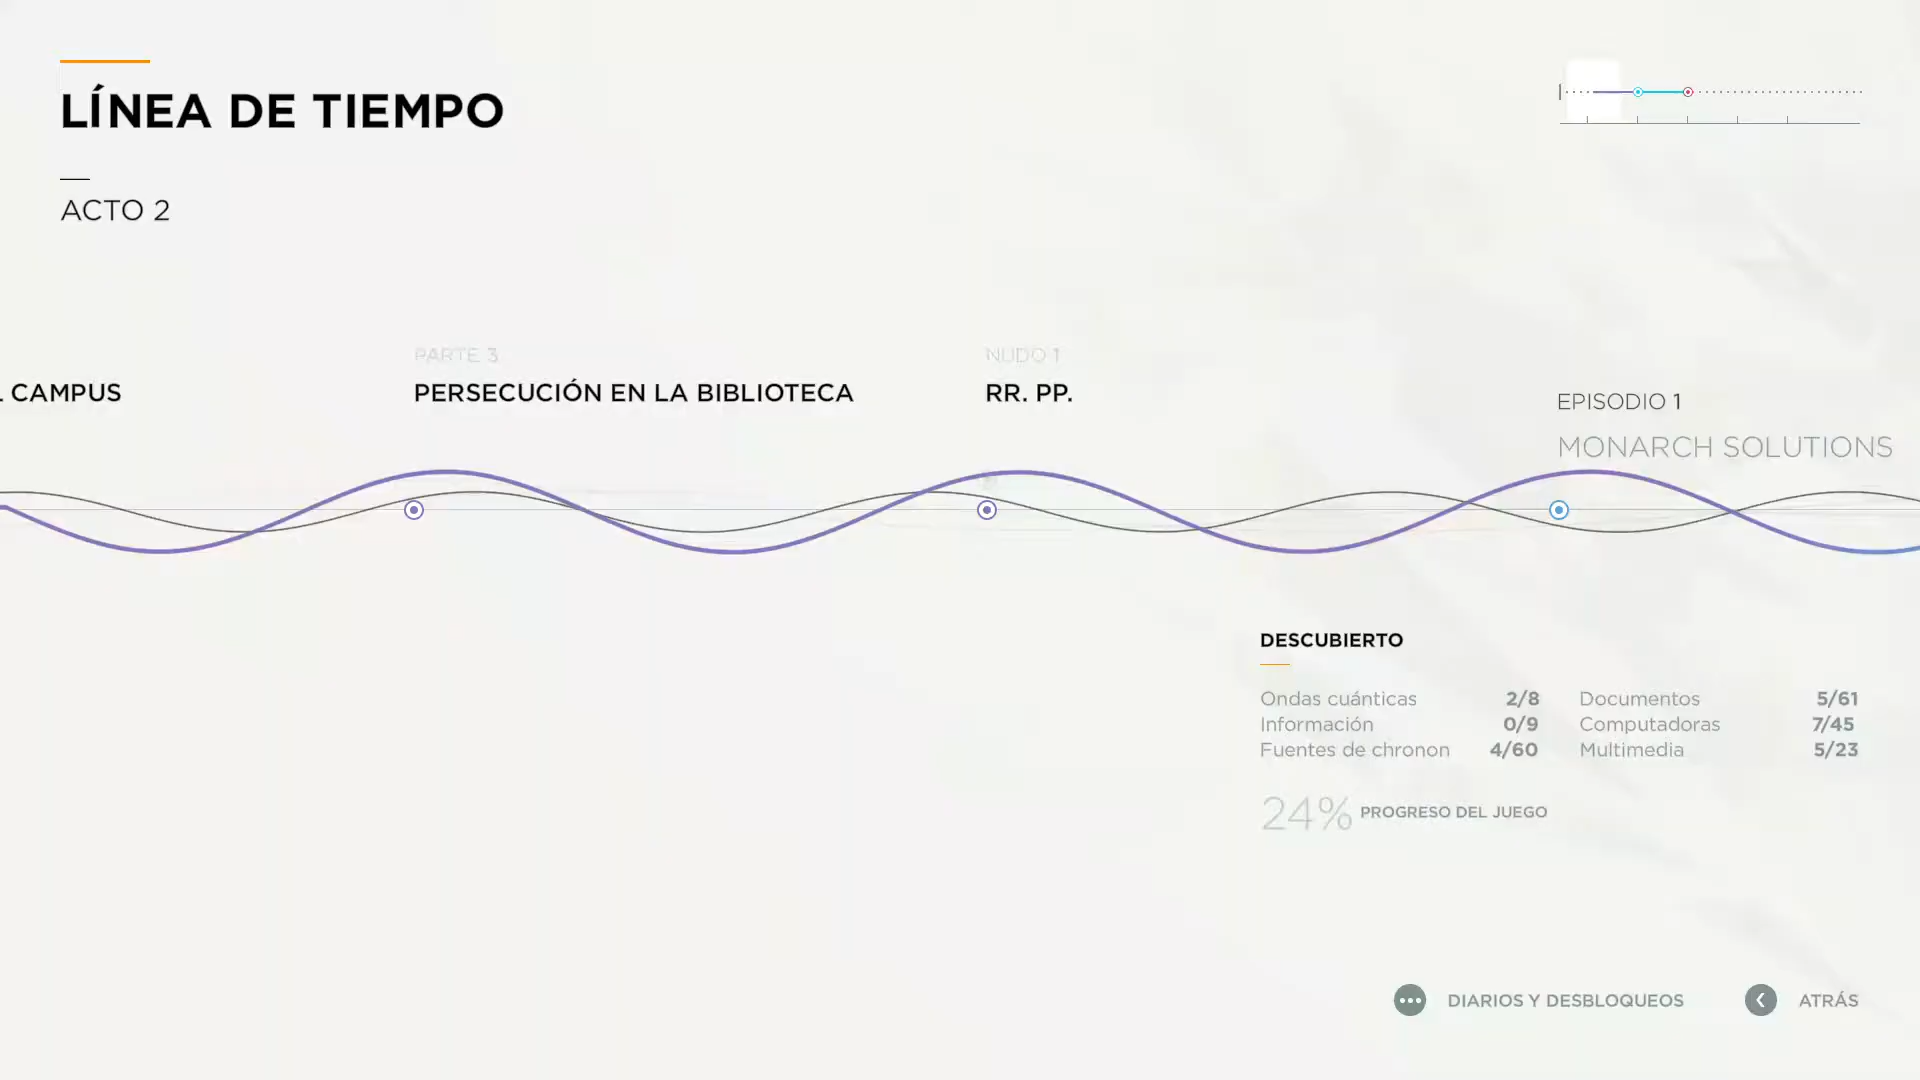 LÍNEA DE TIEMPO
ACTO 2
CAMPUS
PARTE 3
PERSECUCIÓN EN LA BIBLIOTECA
NUDO 1
RR. PP.
EPISODIO 1
MONARCH SOLUTIONS
DESCUBIERTO
Ondas cuánticas 2/8 Documentos 5/61
Información 0/9 Computadoras 7/45
Fuentes de chronon 4/60 Multimedia 5/23
24% PROGRESO DEL JUEGO
DIARIOS Y DESBLOQUEOS ATRÁS